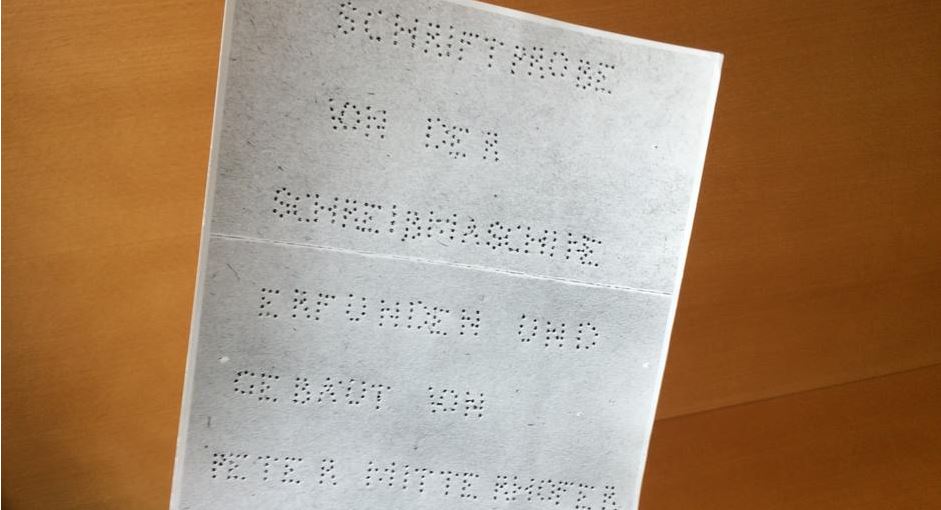 SCHRIFTPROBE
VON DER
SCHREIBMASCHINE
ERFUNDEN UND
GEBAUT VON
PETER MITTERHOFER